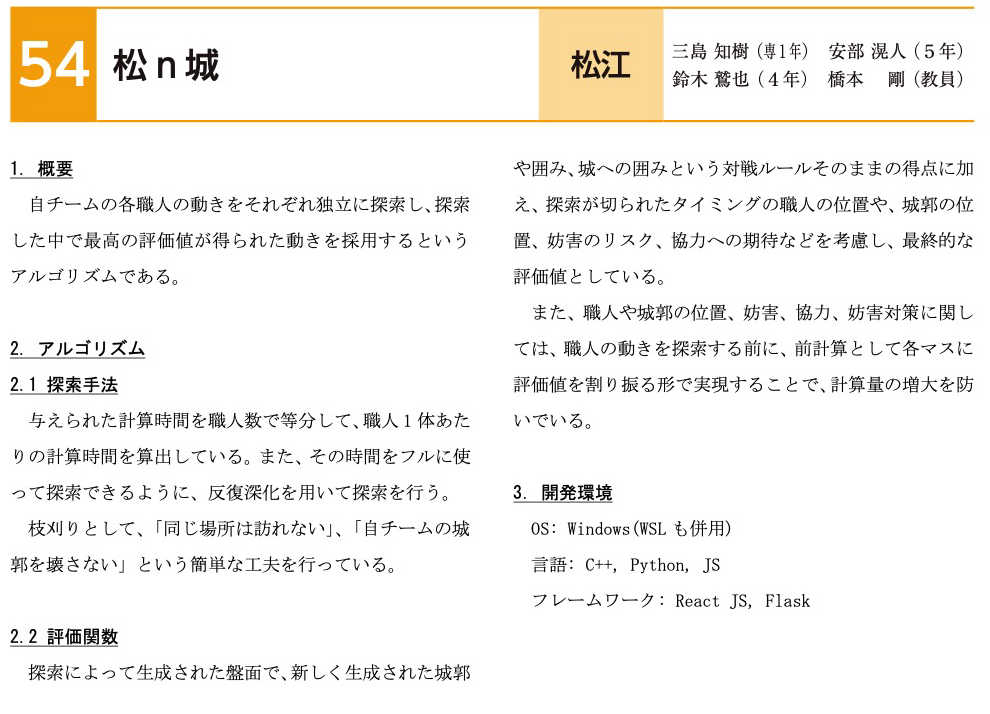 54
松 n 城
松江
三島 知樹（専1年） 安部 滉人（５年）
鈴木 鷲也（４年） 橋本　剛（教員）
1. 概要
自チームの各職人の動きをそれぞれ独立に探索し、探索
した中で最高の評価値が得られた動きを採用するという
アルゴリズムである。
2. アルゴリズム
2.1 探索手法
与えられた計算時間を職人数で等分して、職人１体あた
りの計算時間を算出している。また、その時間をフルに使
って探索できるように、反復深化を用いて探索を行う。
枝刈りとして、「同じ場所は訪れない」、「自チームの城
郭を壊さない」という簡単な工夫を行っている。
2.2 評価関数
探索によって生成された盤面で、新しく生成された城郭
や囲み、城への囲みという対戦ルールそのままの得点に加
え、探索が切られたタイミングの職人の位置や、城郭の位
置、妨害のリスク、協力への期待などを考慮し、最終的な
評価値としている。
また、職人や城郭の位置、妨害、協力、妨害対策に関し
ては、職人の動きを探索する前に、前計算として各マスに
評価値を割り振る形で実現することで、計算量の増大を防
いでいる。
3. 開発環境
OS: Windows(WSL も併用)
言語: C++, Python, JS
フレームワーク: React JS, Flask